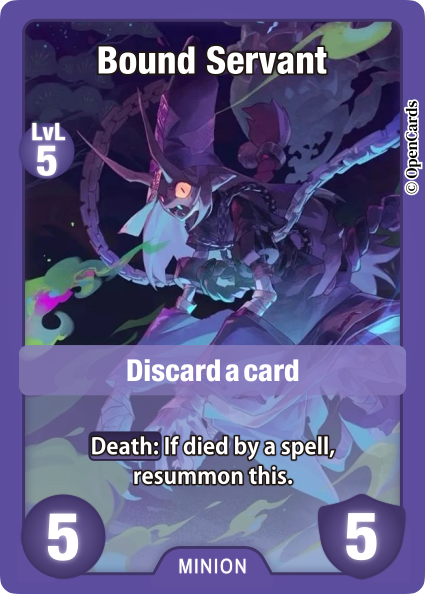 Bound Servant
LvL
5
© OpenCards
Discard a card
Death: If died by a spell,
resummon this.
5
5
MINION